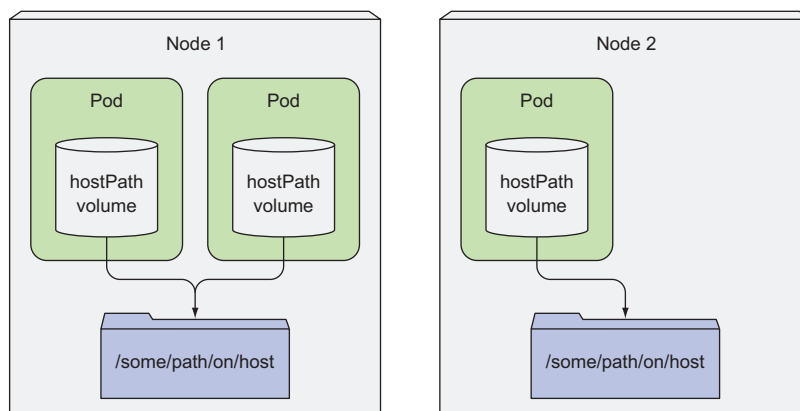 Node 1
Pod
Pod
hostPath
volume
hostPath
volume
/some/path/on/host
Node 2
Pod
hostPath
volume
/some/path/on/host